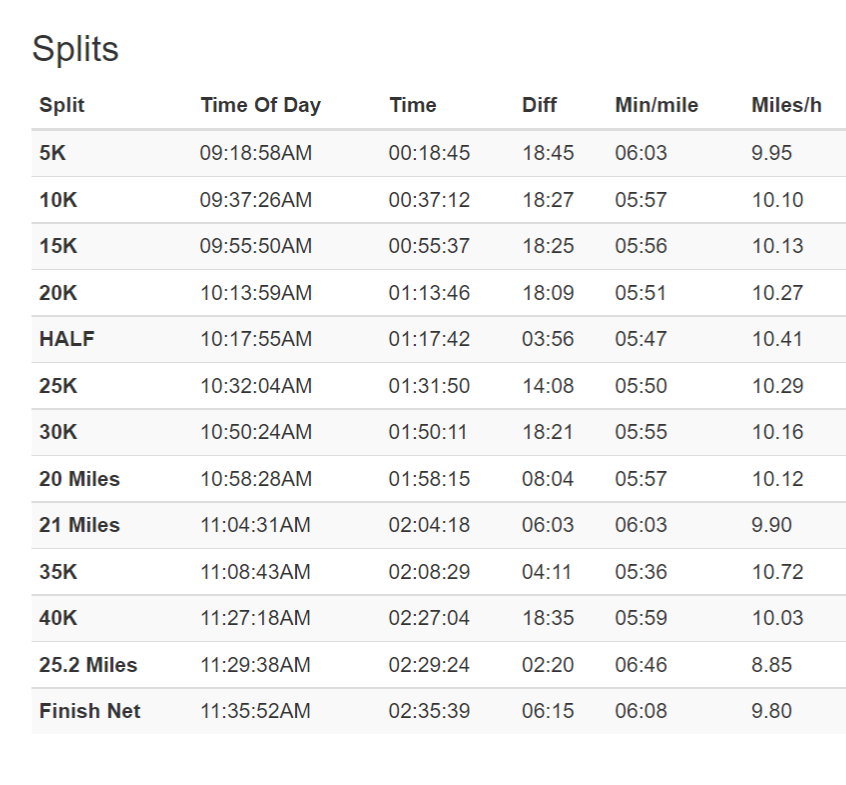 Splits
Split Time Of Day Time Diff Min/mile Miles/h
5K 09:18:58AM 00:18:45 18:45 06:03 9.95
10K 09:37:26AM 00:37:12 18:27 05:57 10.10
15K 09:55:50AM 00:55:37 18:25 05:56 10.13
20K 10:13:59AM 01:13:46 18:09 05:51 10.27
HALF 10:17:55AM 01:17:42 03:56 05:47 10.41
25K 10:32:04AM 01:31:50 14:08 05:50 10.29
30K 10:50:24AM 01:50:11 18:21 05:55 10.16
20 Miles 10:58:28AM 01:58:15 08:04 05:57 10.12
21 Miles 11:04:31AM 02:04:18 06:03 06:03 9.90
35K 11:08:43AM 02:08:29 04:11 05:36 10.72
40K 11:27:18AM 02:27:04 18:35 05:59 10.03
25.2 Miles 11:29:38AM 02:29:24 02:20 06:46 8.85
Finish Net 11:35:52AM 02:35:39 06:15 06:08 9.80